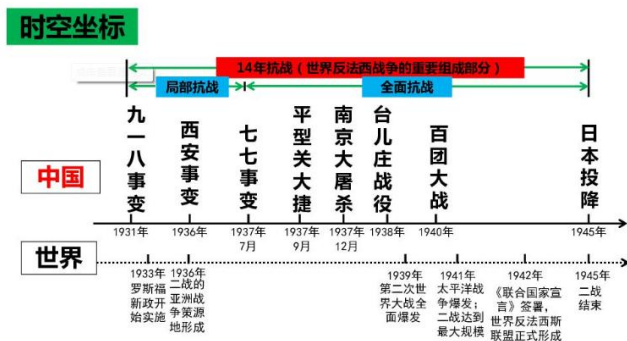 时空坐标
14年抗战（世界反法西战争的重要组成部分）
局部抗战
全面抗战
中国
九一八事变
西安事变
七七事变
平型关大捷
南京大屠杀
台儿庄战役
百团大战
日本投降
1931年
1936年
1937年
7月
1937年
9月
1937年
12月
1938年
1940年
1945年
世界
1933年
罗斯福
新政开
始实施
1936年
二战的
亚洲战
争策源
地形成
1939年
第二次世
界大战全
面爆发
1941年
太平洋战
争爆发；
二战达到
最大规模
1942年
《联合国家宣
言》签署，
世界反法西斯
联盟正式形成
1945年
二战
结束